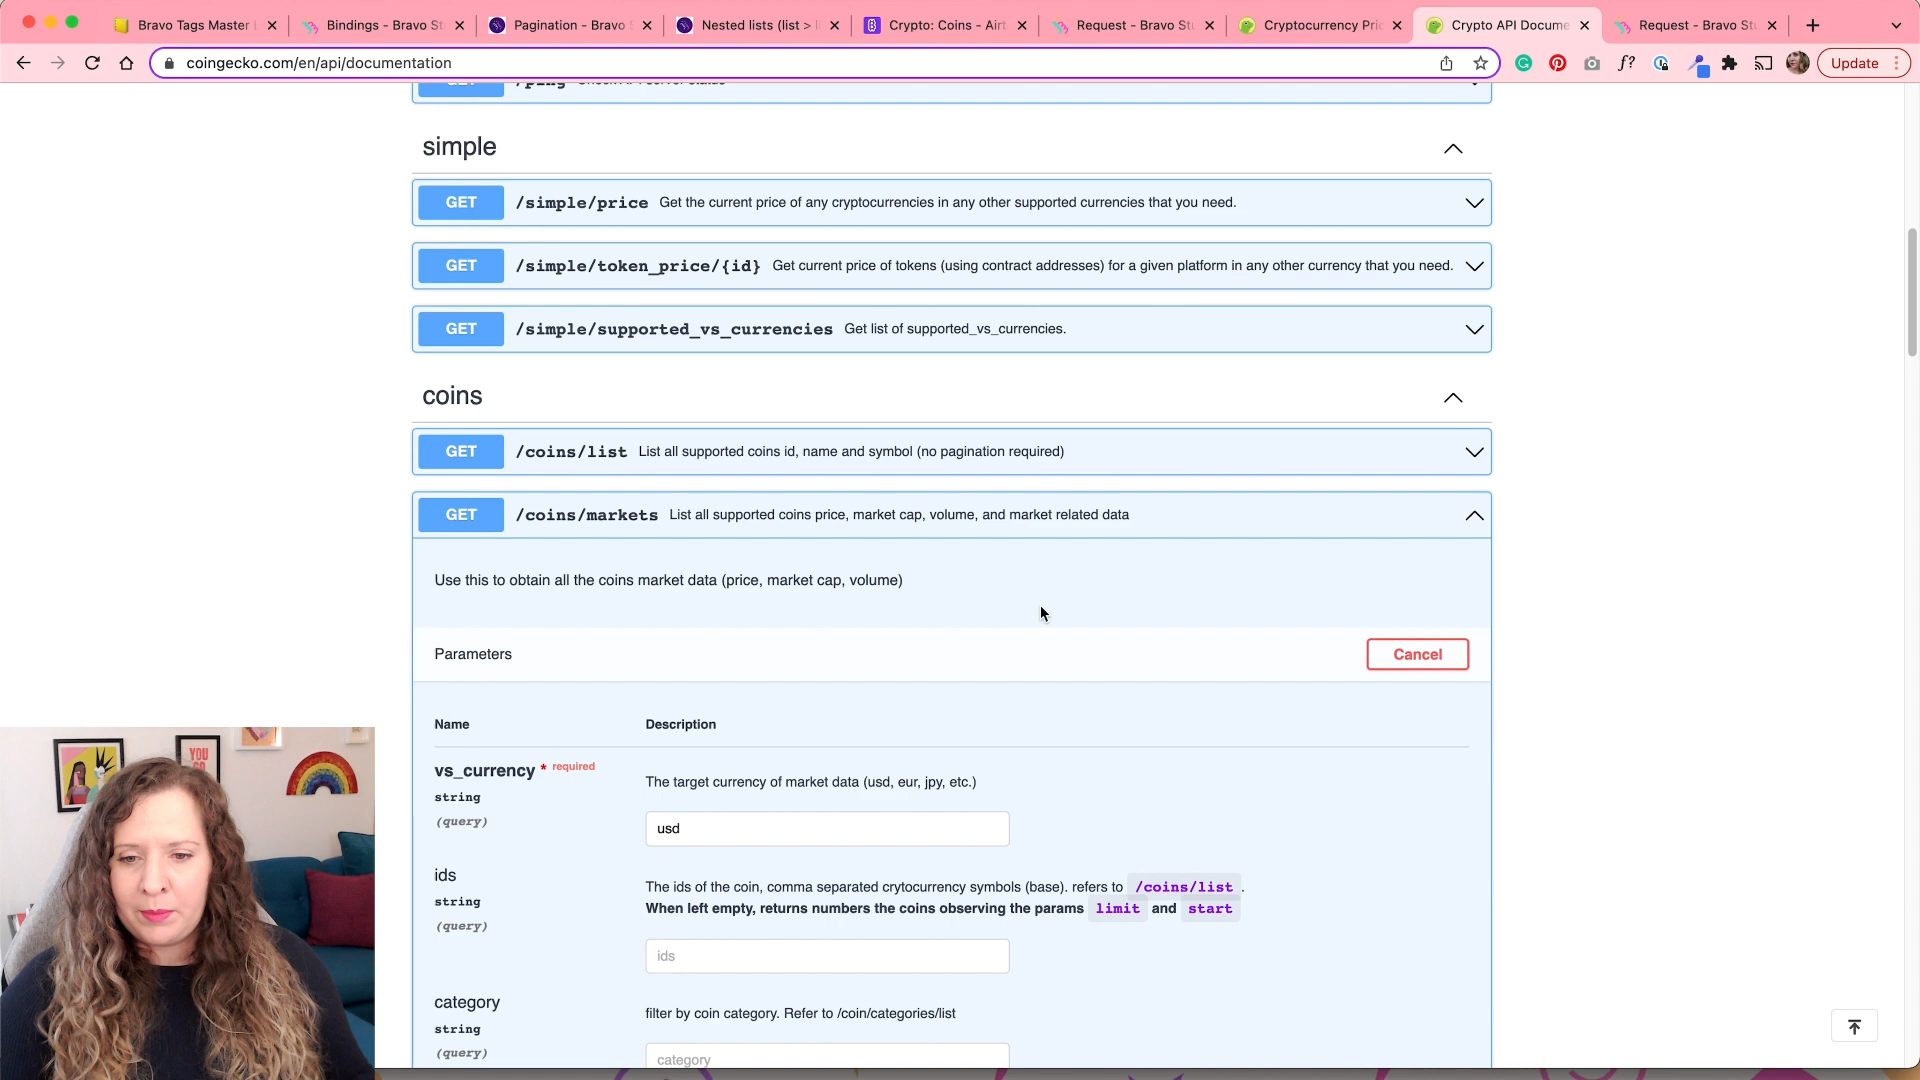 Bravo Tags Master
Bindings - Bravo St
Pagination - Bravo
Nested lists (list >
Crypto: Coins - Airt
Request - Bravo Stu
Cryptocurrency Pric
Crypto API Docume
Request - Bravo Stu
coingecko.com/en/api/documentation
f?
Update
simple
GET /simple/price Get the current price of any cryptocurrencies in any other supported currencies that you need.
GET /simple/token_price/{id} Get current price of tokens (using contract addresses) for a given platform in any other currency that you need.
GET /simple/supported_vs_currencies Get list of supported_vs_currencies.
coins
GET /coins/list List all supported coins id, name and symbol (no pagination required)
GET /coins/markets List all supported coins price, market cap, volume, and market related data
Use this to obtain all the coins market data (price, market cap, volume)
Parameters
Cancel
Name Description
vs_currency * required
string
(query)
The target currency of market data (usd, eur, jpy, etc.)
usd
ids
string
(query)
The ids of the coin, comma separated crytocurrency symbols (base). refers to /coins/list .
When left empty, returns numbers the coins observing the params limit and start
ids
category
string
(query)
filter by coin category. Refer to /coin/categories/list
category
YOU